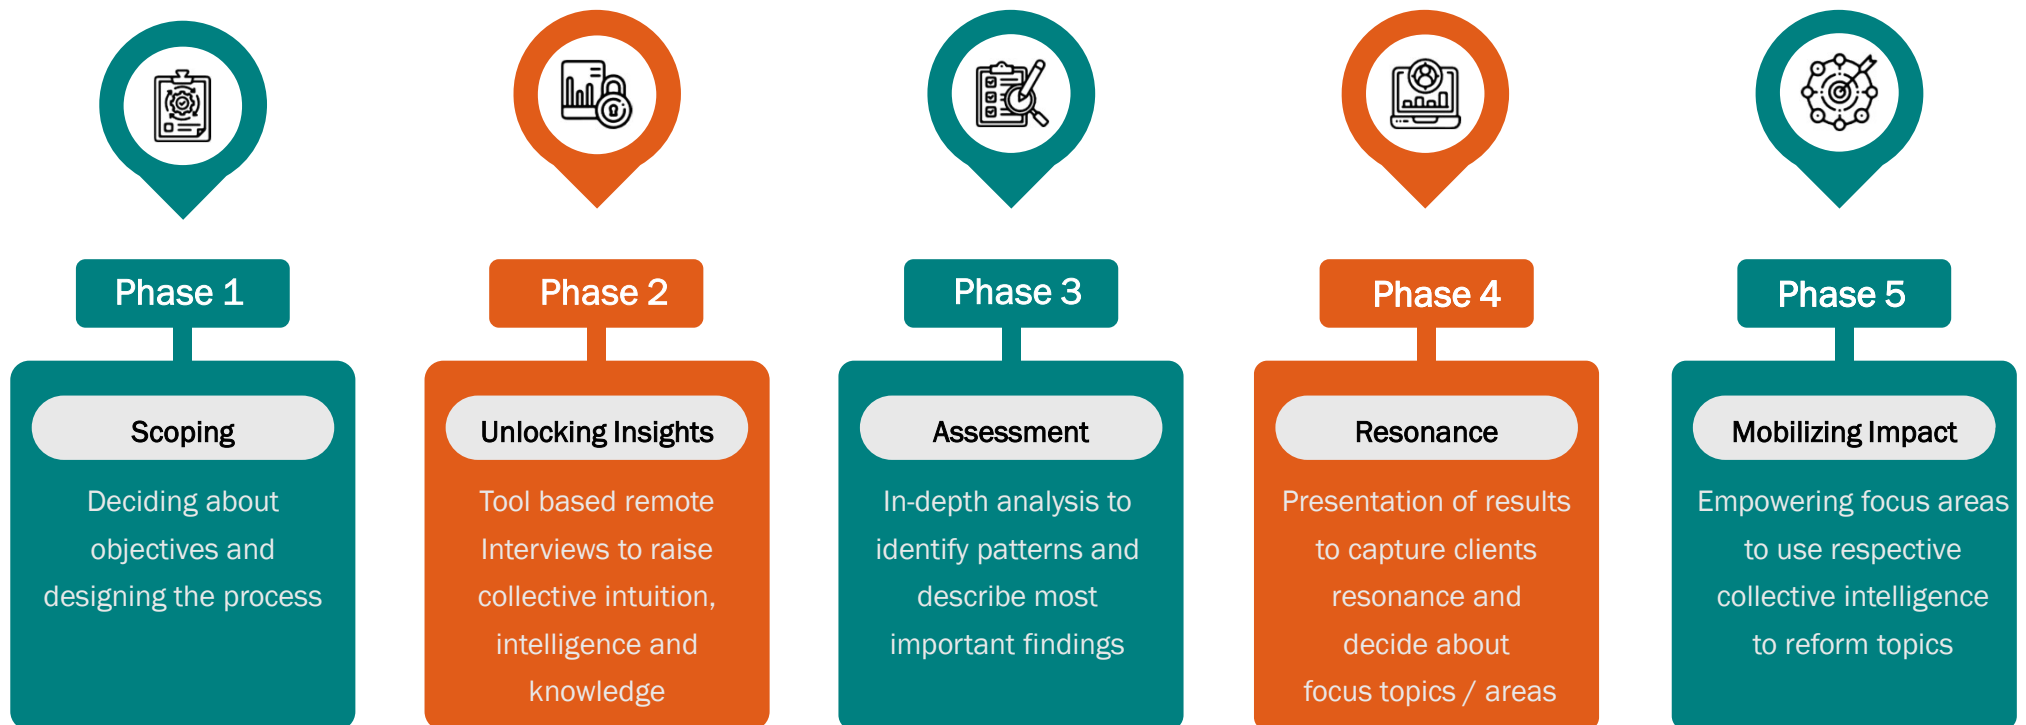 Phase 1
Scoping
Deciding about
objectives and
designing the process
Phase 2
Unlocking Insights
Tool based remote
Interviews to raise
collective intuition,
intelligence and
knowledge
Phase 3
Assessment
In-depth analysis to
identify patterns and
describe most
important findings
Phase 4
Resonance
Presentation of results
to capture clients
resonance and
decide about
focus topics / areas
Phase 5
Mobilizing Impact
Empowering focus areas
to use respective
collective intelligence
to reform topics